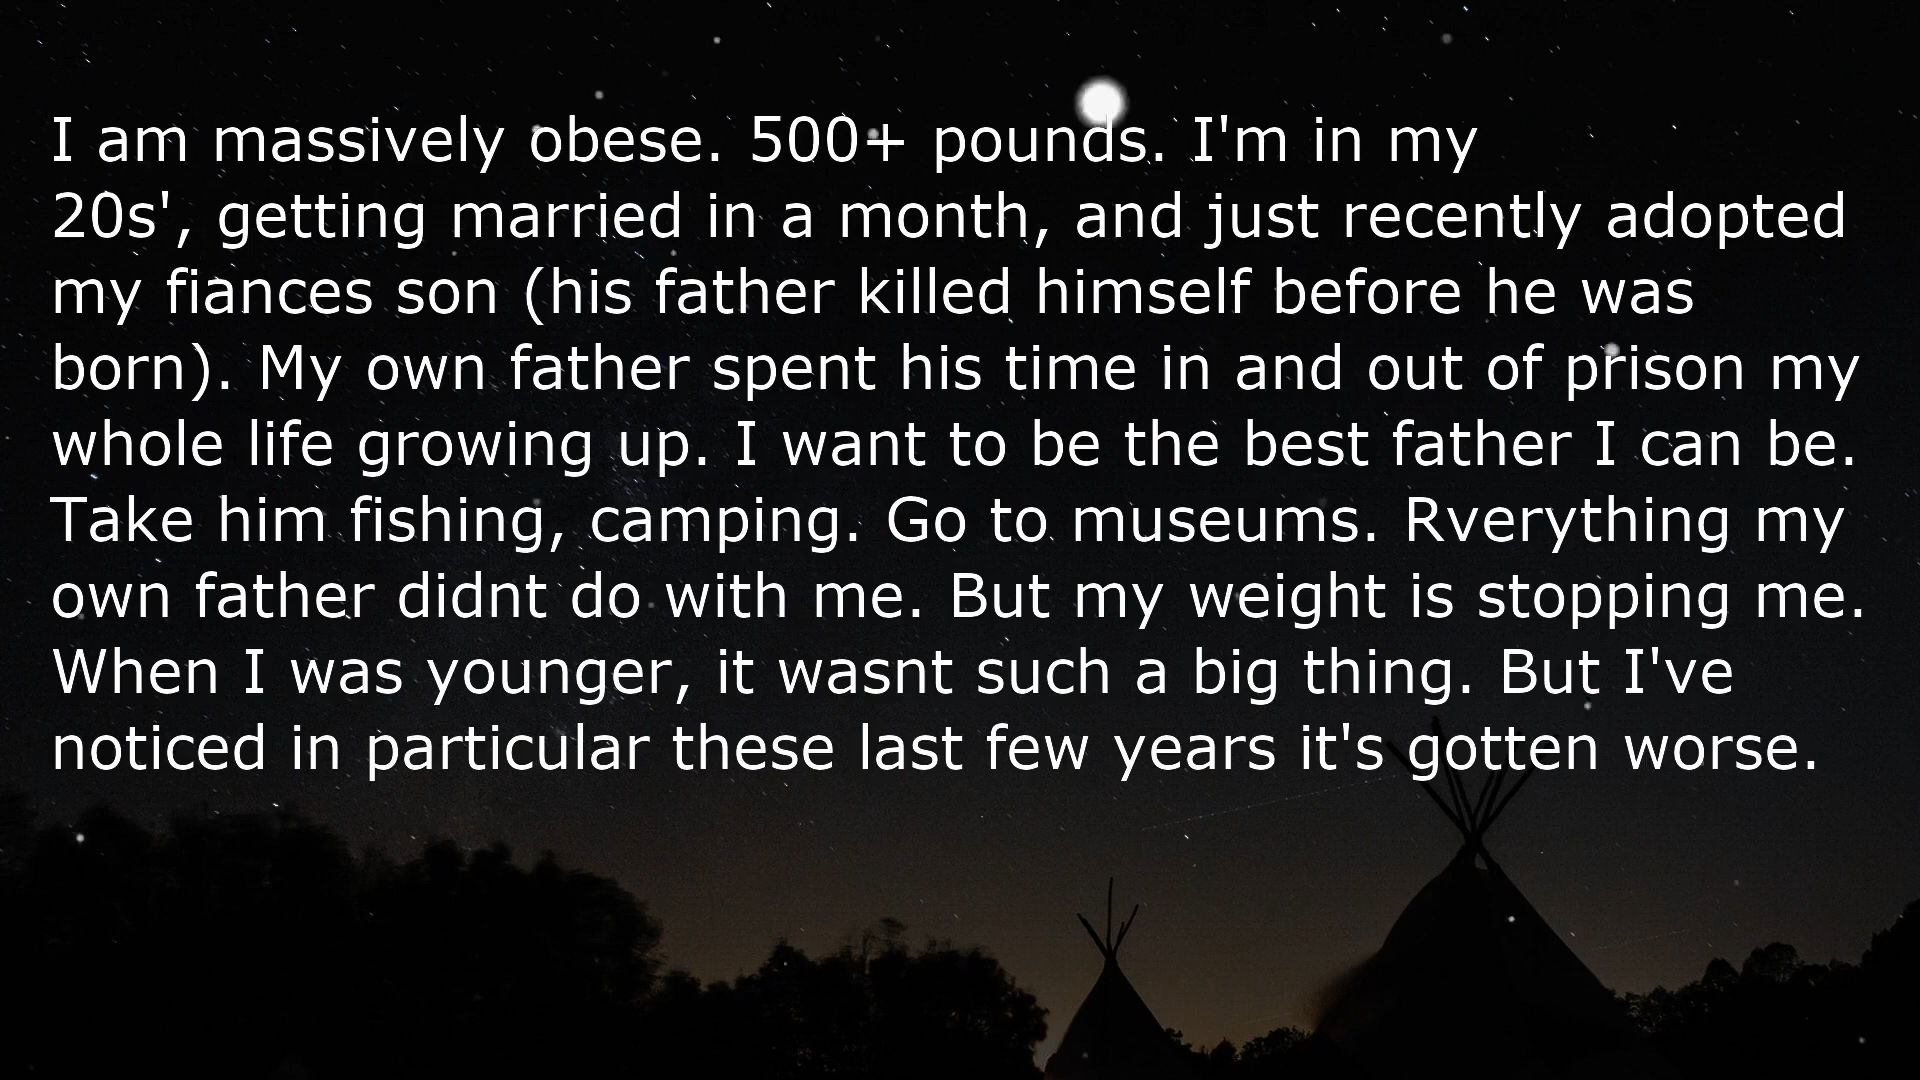 I am massively obese. 500+ pounds. I'm in my
20s', getting married in a month, and just recently adopted
my fiances son (his father killed himself before he was
born). My own father spent his time in and out of prison my
whole life growing up. I want to be the best father I can be.
Take him fishing, camping. Go to museums. Rverything my
own father didnt do with me. But my weight is stopping me.
When I was younger, it wasnt such a big thing. But I've
noticed in particular these last few years it's gotten worse.